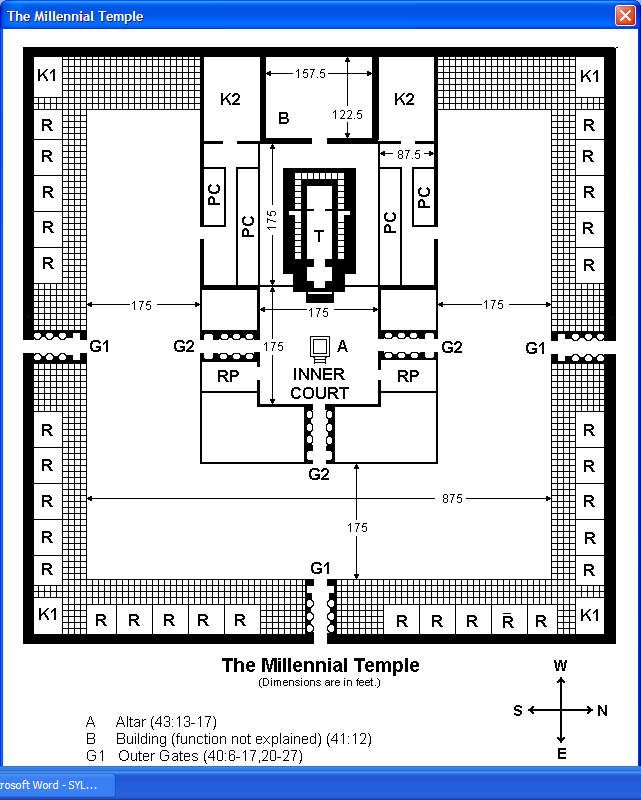 The Millennial Temple
K1 K2 157.5 122.5 B K2 K1
R R
R 87.5 R
R PC PC PC PC R
R 175 T R
R R
175 175 175
G1 G2 175 A G2 G1
RP INNER RP
COURT
R R
R G2 R
R 875 R
R 175 R
R G1 R
K1 R R R R R R R R R R K1
The Millennial Temple
(Dimensions are in feet.)
W
S N
E
A Altar (43:13-17)
B Building (function not explained) (41:12)
G1 Outer Gates (40:6-17,20-27)
rosoft Word - SYL...